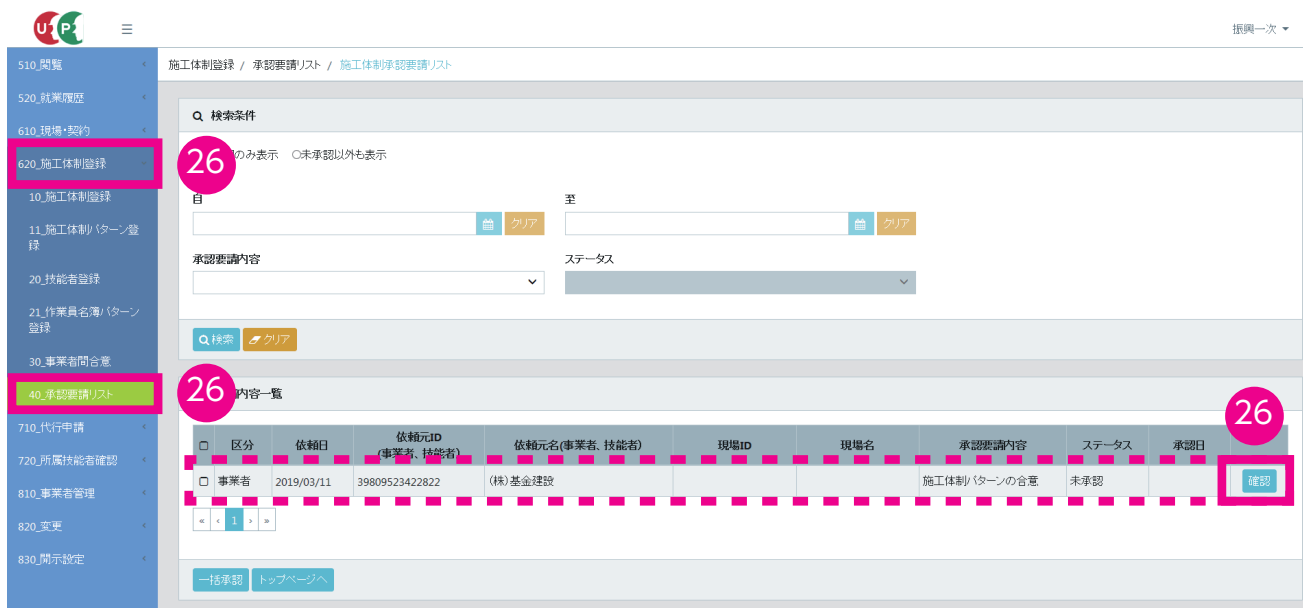 U P
振興一次
510_閲覧
520_就業履歴
610_現場・契約
620_施工体制登録
10_施工体制登録
11_施工体制パターン登
録
20_技能者登録
21_作業員名簿パターン
登録
30_事業者間合意
40_承認要請リスト
710_代行申請
720_所属技能者確認
810_事業者管理
820_変更
830_開示設定
施工体制登録 / 承認要請リスト / 施工体制承認要請リスト
検索条件
26
のみ表示 ○未承認以外も表示
自 至
クリア クリア
承認要請内容 ステータス
検索 クリア
26
内容一覧
26
区分 依頼日 依頼元ID 依頼元名(事業者、技能者) 現場ID 現場名 承認要請内容 ステータス 承認日
(事業者、技能者)
事業者 2019/03/11 39809523422822 (株)基金建設 施工体制パターンの合意 未承認 確認
« ‹ 1 › »
一括承認 トップページへ